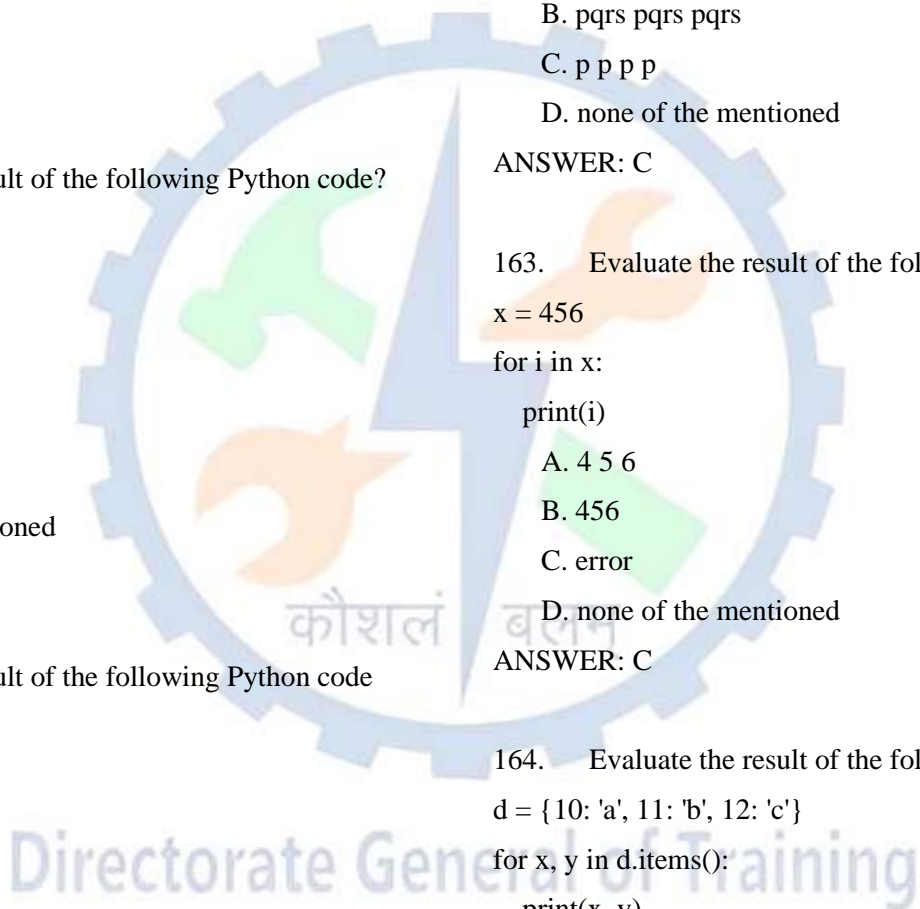 ult of the following Python code?
oned
ult of the following Python code
B. pqrs pqrs pqrs
C. p p p p
D. none of the mentioned
ANSWER: C
163. Evaluate the result of the fol
x = 456
for i in x:
print(i)
A. 4 5 6
B. 456
C. error
D. none of the mentioned
ANSWER: C
164. Evaluate the result of the fol
d = {10: 'a', 11: 'b', 12: 'c'}
for x, y in d.items():
print(x, y)
कौशलं बलम्
Directorate General of Training